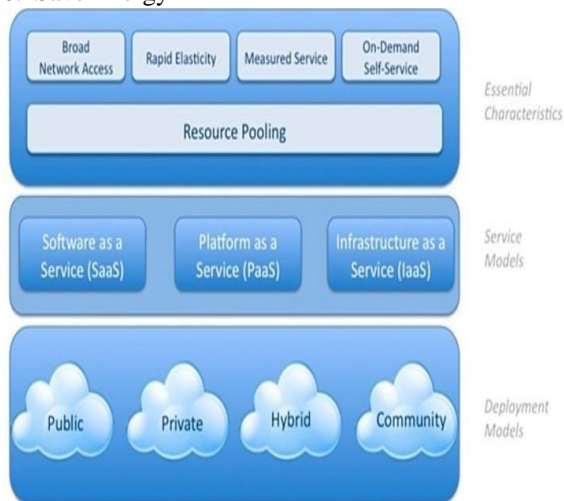 Broad
Network Access
Rapid Elasticity
Measured Service
On-Demand
Self-Service
Essential
Characteristics
Resource Pooling
Software as a
Service (SaaS)
Platform as a
Service (PaaS)
Infrastructure as a
Service (IaaS)
Service
Models
Public
Private
Hybrid
Community
Deployment
Models